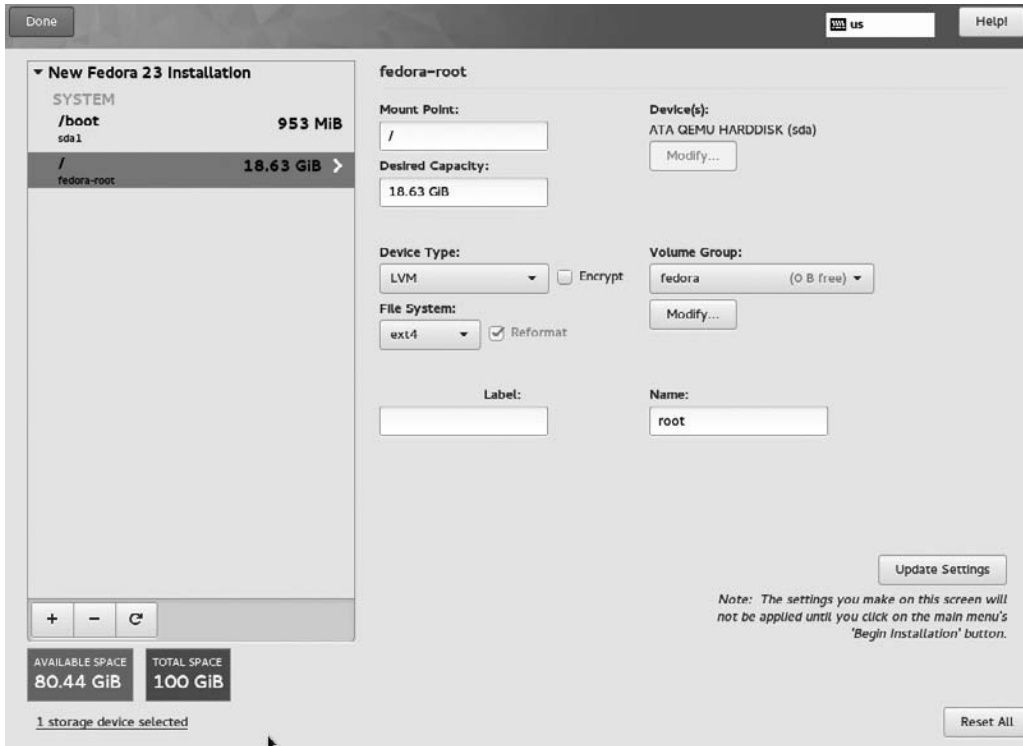 Done
us
Help!
New Fedora 23 Installation
SYSTEM
/boot
953 MiB
sda1
/
18.63 GiB
fedora-root
fedora-root
Mount Point:
/
Desired Capacity:
18.63 GiB
Device(s):
ATA QEMU HARDDISK (sda)
Modify...
Device Type:
LVM
Encrypt
Volume Group:
fedora (0 B free)
Modify...
File System:
ext4
Reformat
Label:
Name:
root
Update Settings
Note: The settings you make on this screen will
not be applied until you click on the main menu's
'Begin Installation' button.
+ -
AVAILABLE SPACE
80.44 GiB
TOTAL SPACE
100 GiB
1 storage device selected
Reset All